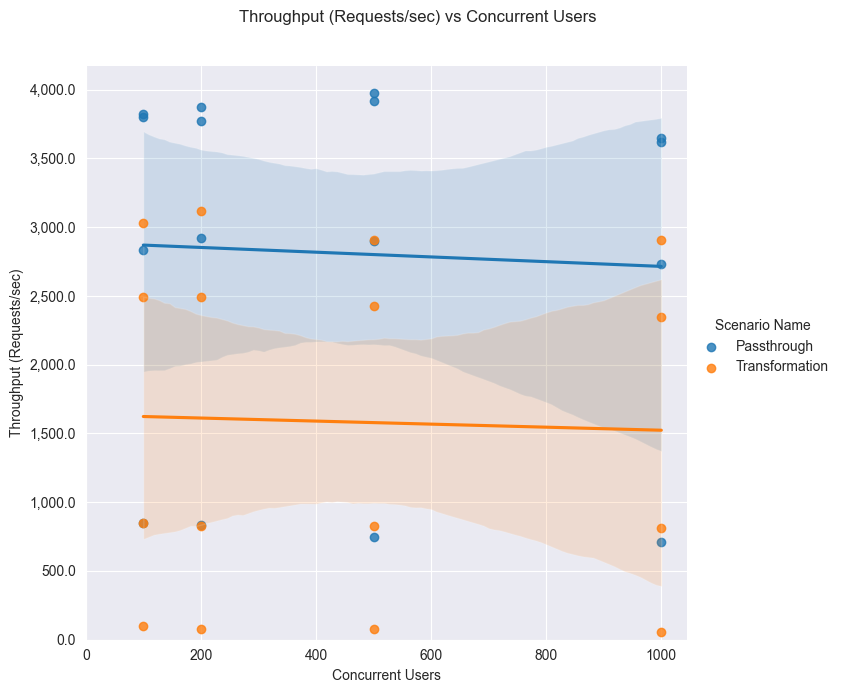 Throughput (Requests/sec) vs Concurrent Users
4,000.0
3,500.0
3,000.0
2,500.0
2,000.0
1,500.0
1,000.0
500.0
0.0
Throughput (Requests/sec)
0 200 400 600 800 1000
Concurrent Users
Scenario Name
Passthrough
Transformation